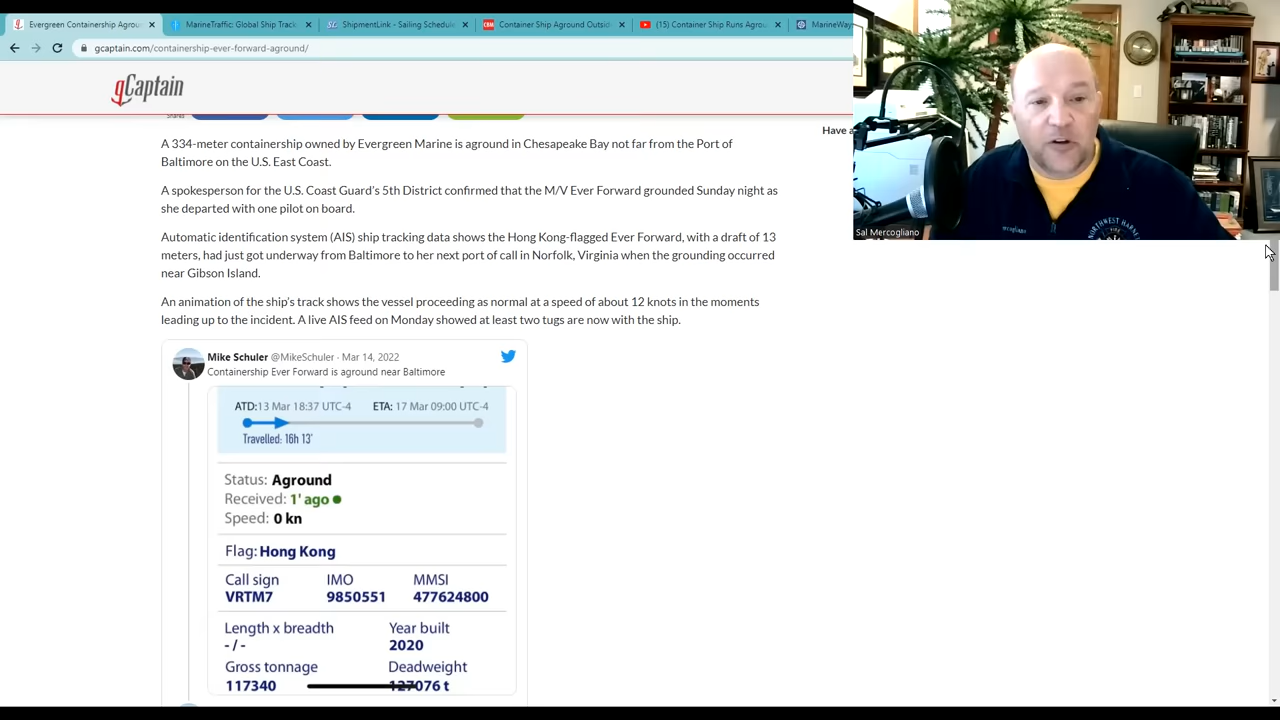 Evergreen Containership Agrou
MarineTraffic: Global Ship Track
ShipmentLink - Sailing Schedule
Container Ship Aground Outsid
(15) Container Ship Runs Agrou
MarineWay
gcaptain.com/containership-ever-forward-aground/
gCaptain
Shares
Have a
A 334-meter containership owned by Evergreen Marine is aground in Chesapeake Bay not far from the Port of
Baltimore on the U.S. East Coast.
A spokesperson for the U.S. Coast Guard's 5th District confirmed that the M/V Ever Forward grounded Sunday night as
she departed with one pilot on board.
Automatic identification system (AIS) ship tracking data shows the Hong Kong-flagged Ever Forward, with a draft of 13
meters, had just got underway from Baltimore to her next port of call in Norfolk, Virginia when the grounding occurred
near Gibson Island.
An animation of the ship's track shows the vessel proceeding as normal at a speed of about 12 knots in the moments
leading up to the incident. A live AIS feed on Monday showed at least two tugs are now with the ship.
Mike Schuler @MikeSchuler · Mar 14, 2022
Containership Ever Forward is aground near Baltimore
ATD: 13 Mar 18:37 UTC-4 ETA: 17 Mar 09:00 UTC-4
Travelled: 16h 13'
Status: Aground
Received: 1' ago
Speed: 0 kn
Flag: Hong Kong
Call sign IMO MMSI
VRTM7 9850551 477624800
Length x breadth Year built
- / - 2020
Gross tonnage Deadweight
117340 127076 t
Sal Mercogliano
NORTHWEST HARN